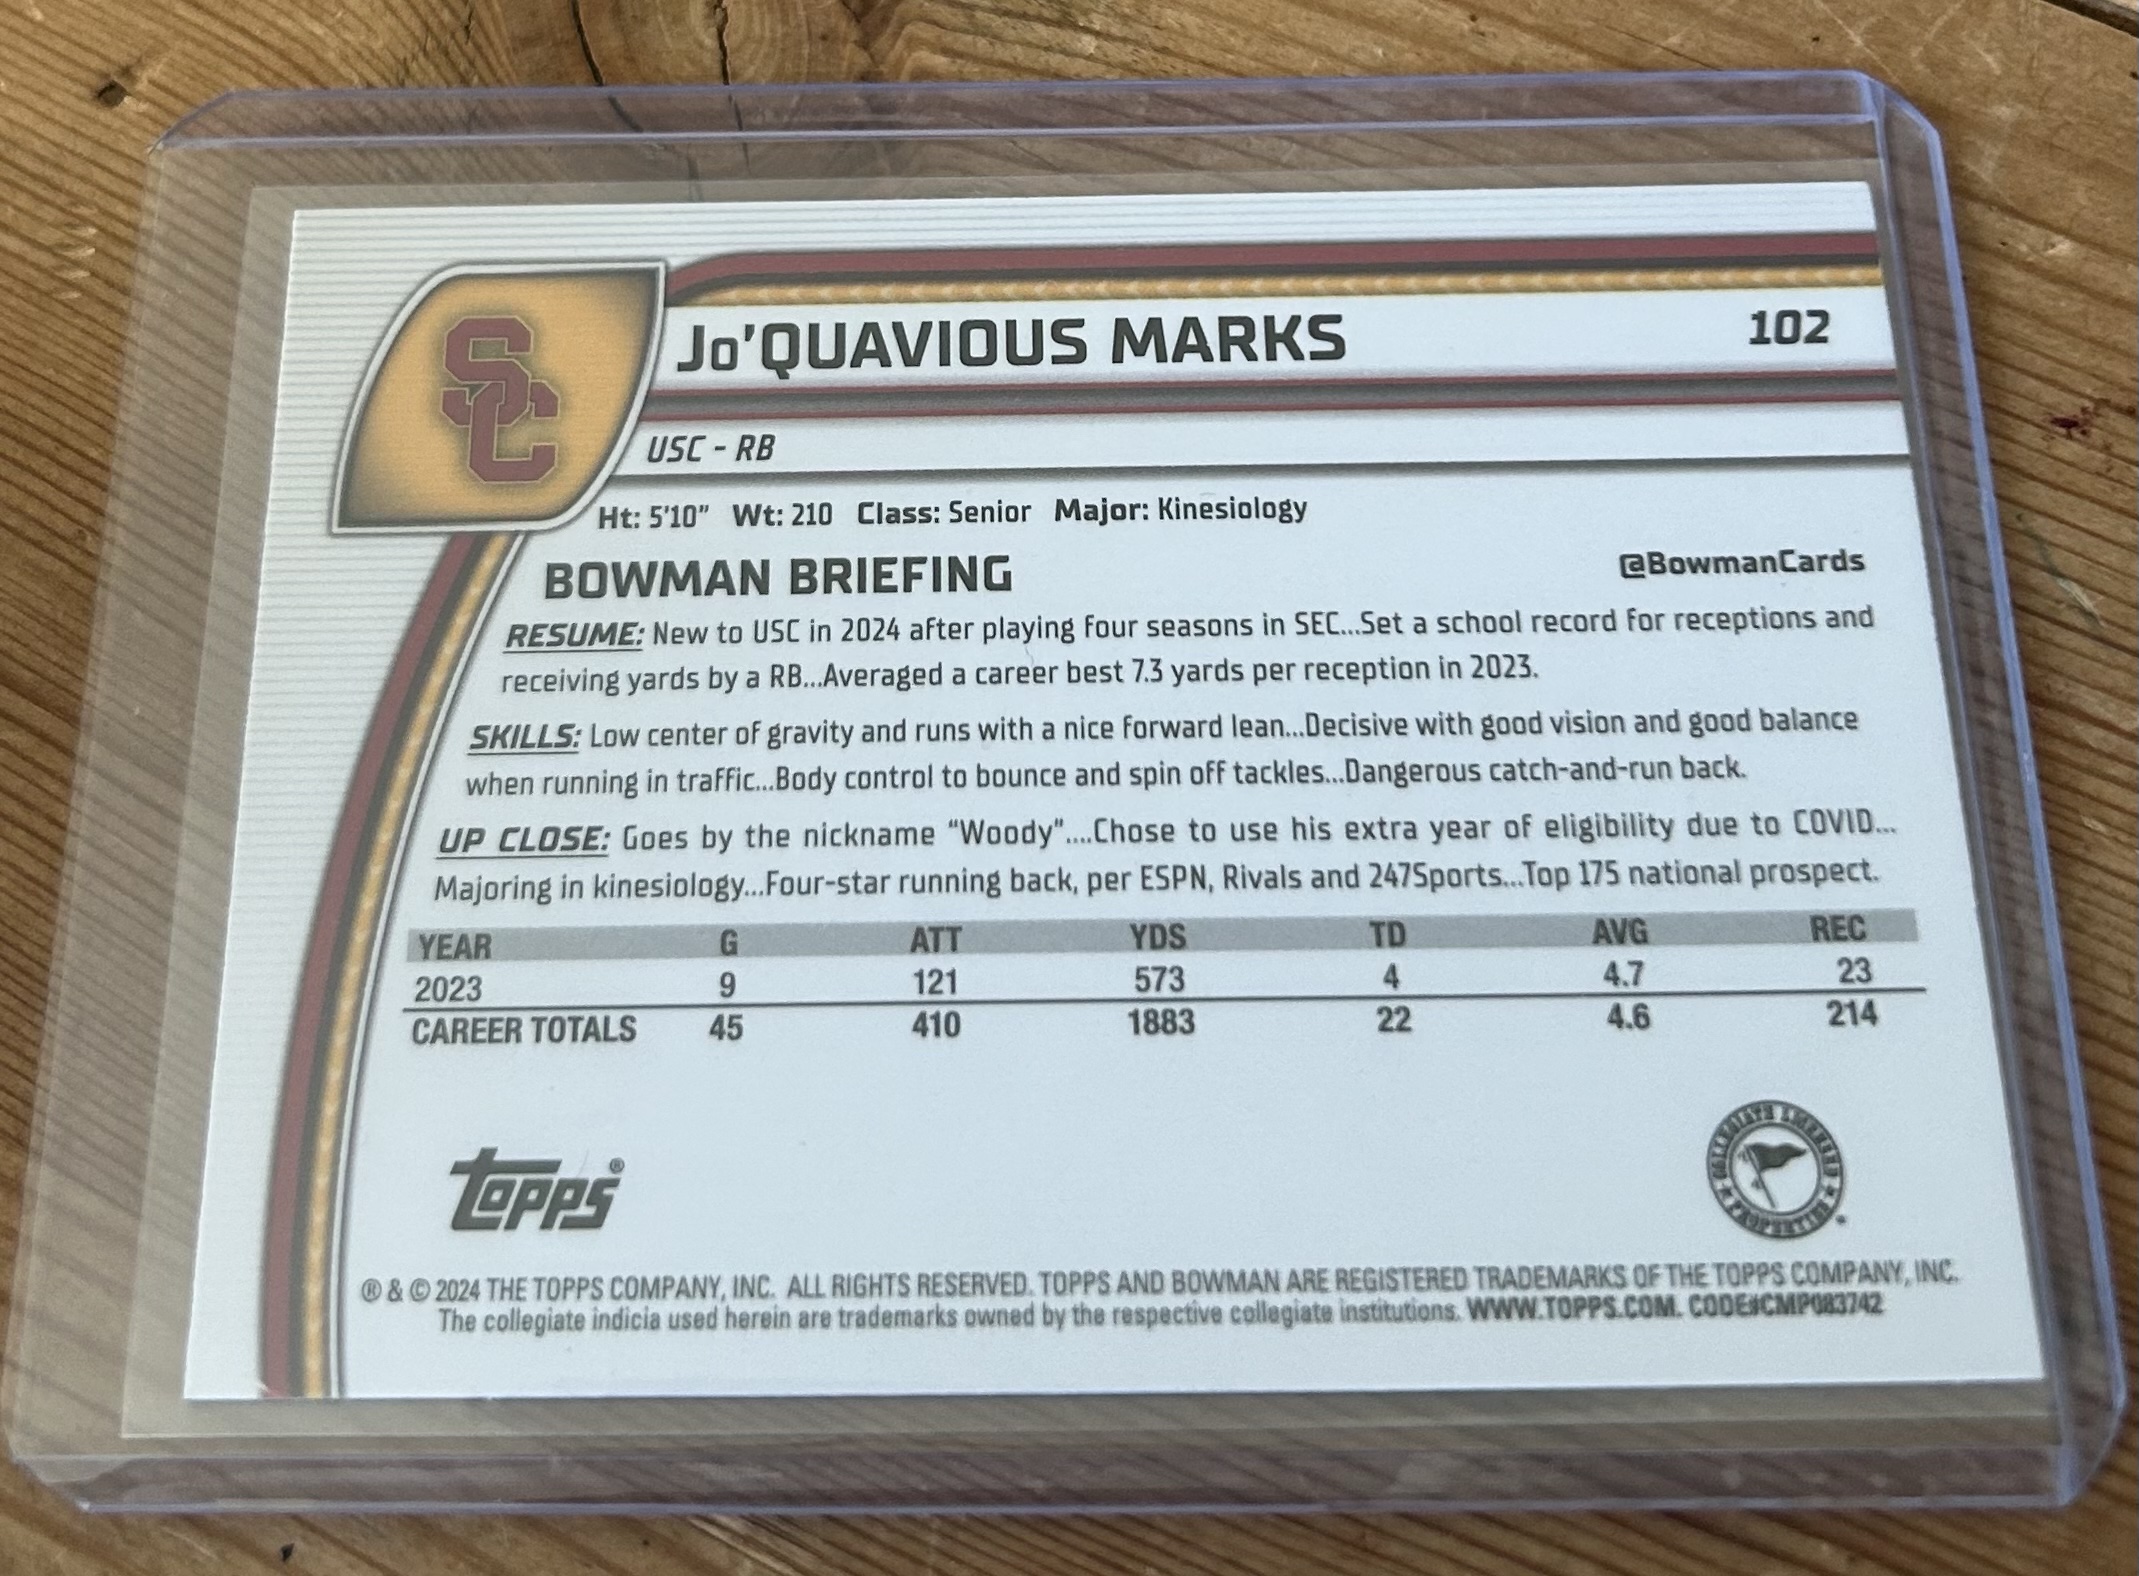 SC
Jo'QUAVIOUS MARKS 102
USC - RB
Ht: 5'10" Wt: 210 Class: Senior Major: Kinesiology
BOWMAN BRIEFING @BowmanCards
RESUME: New to USC in 2024 after playing four seasons in SEC...Set a school record for receptions and
receiving yards by a RB...Averaged a career best 7.3 yards per reception in 2023.
SKILLS: Low center of gravity and runs with a nice forward lean...Decisive with good vision and good balance
when running in traffic...Body control to bounce and spin off tackles...Dangerous catch-and-run back.
UP CLOSE: Goes by the nickname "Woody"....Chose to use his extra year of eligibility due to COVID...
Majoring in kinesiology...Four-star running back, per ESPN, Rivals and 247Sports...Top 175 national prospect.
YEAR G ATT YDS TD AVG REC
2023 9 121 573 4 4.7 23
CAREER TOTALS 45 410 1883 22 4.6 214
Topps®
COLLEGIATE LICENSED PROPERTIES
® & © 2024 THE TOPPS COMPANY, INC. ALL RIGHTS RESERVED. TOPPS AND BOWMAN ARE REGISTERED TRADEMARKS OF THE TOPPS COMPANY, INC.
The collegiate indicia used herein are trademarks owned by the respective collegiate institutions. WWW.TOPPS.COM. CODE#CMP083742